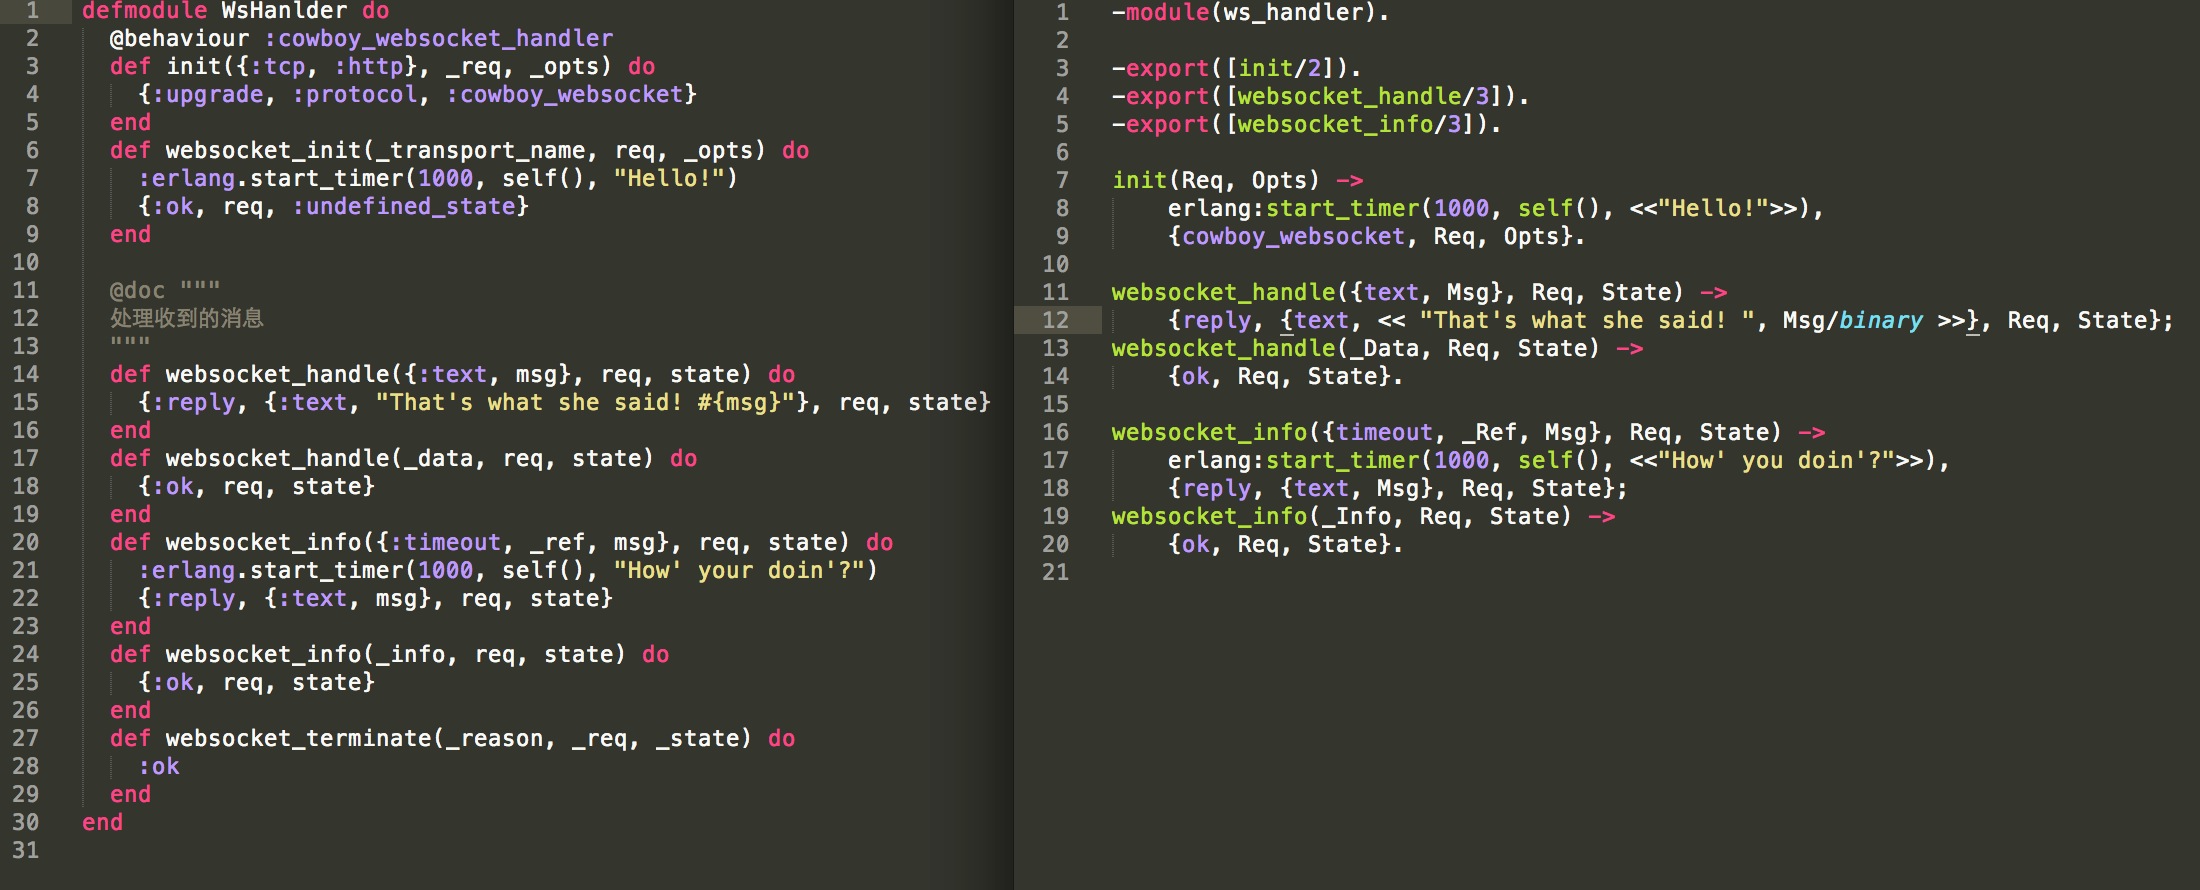 1 defmodule WsHanlder do
2 @behaviour :cowboy_websocket_handler
3 def init({:tcp, :http}, _req, _opts) do
4 {:upgrade, :protocol, :cowboy_websocket}
5 end
6 def websocket_init(_transport_name, req, _opts) do
7 :erlang.start_timer(1000, self(), "Hello!")
8 {:ok, req, :undefined_state}
9 end
10
11 @doc """
12 处理收到的消息
13 """
14 def websocket_handle({:text, msg}, req, state) do
15 {:reply, {:text, "That's what she said! #{msg}"}, req, state}
16 end
17 def websocket_handle(_data, req, state) do
18 {:ok, req, state}
19 end
20 def websocket_info({:timeout, _ref, msg}, req, state) do
21 :erlang.start_timer(1000, self(), "How' your doin'?")
22 {:reply, {:text, msg}, req, state}
23 end
24 def websocket_info(_info, req, state) do
25 {:ok, req, state}
26 end
27 def websocket_terminate(_reason, _req, _state) do
28 :ok
29 end
30 end
31
1 -module(ws_handler).
2
3 -export([init/2]).
4 -export([websocket_handle/3]).
5 -export([websocket_info/3]).
6
7 init(Req, Opts) ->
8 erlang:start_timer(1000, self(), <<"Hello!">>),
9 {cowboy_websocket, Req, Opts}.
10
11 websocket_handle({text, Msg}, Req, State) ->
12 {reply, {text, << "That's what she said! ", Msg/binary >>}, Req, State};
13 websocket_handle(_Data, Req, State) ->
14 {ok, Req, State}.
15
16 websocket_info({timeout, _Ref, Msg}, Req, State) ->
17 erlang:start_timer(1000, self(), <<"How' you doin'?">>),
18 {reply, {text, Msg}, Req, State};
19 websocket_info(_Info, Req, State) ->
20 {ok, Req, State}.
21